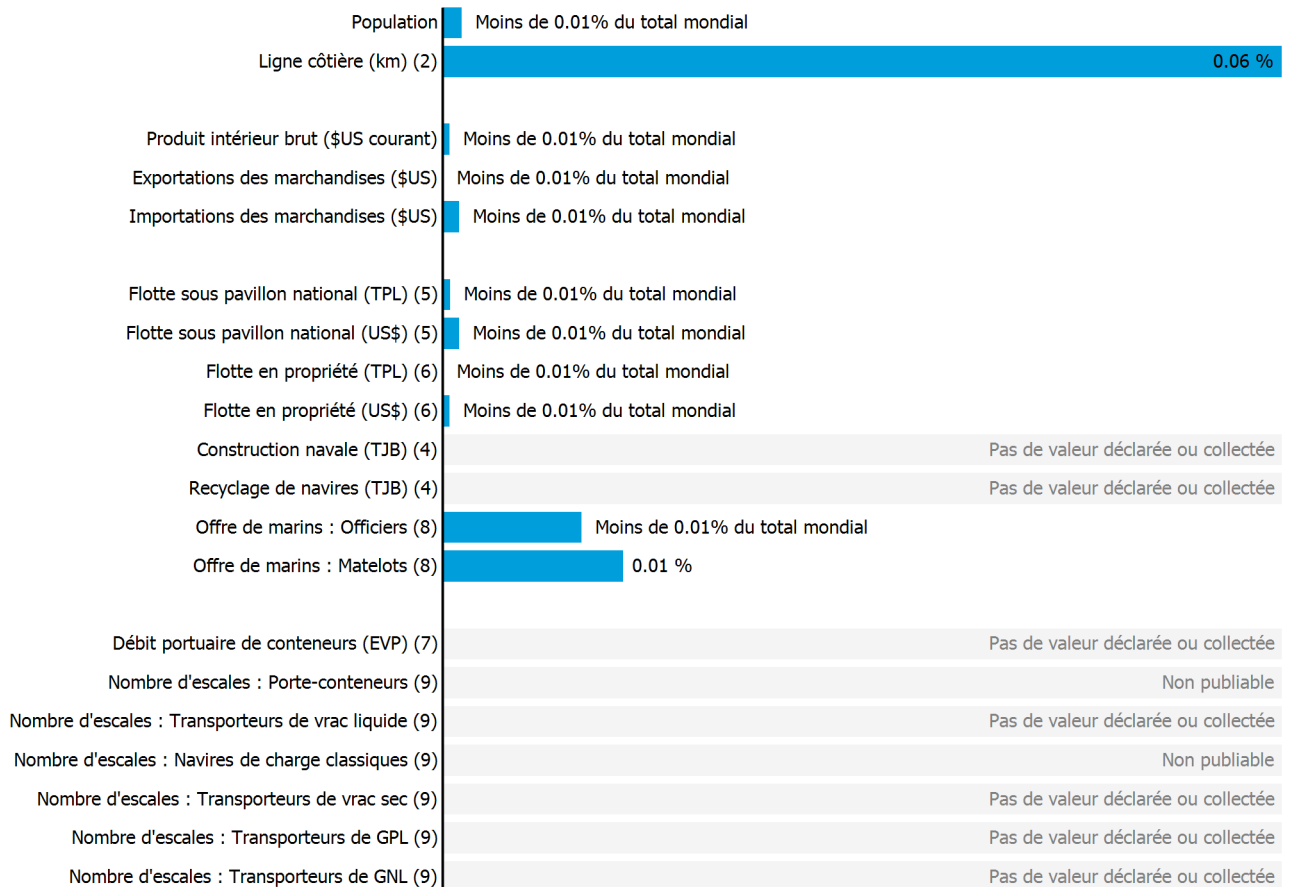 Population Moins de 0.01% du total mondial
Ligne côtière (km) (2) 0.06 %
Produit intérieur brut ($US courant) Moins de 0.01% du total mondial
Exportations des marchandises ($US) Moins de 0.01% du total mondial
Importations des marchandises ($US) Moins de 0.01% du total mondial
Flotte sous pavillon national (TPL) (5) Moins de 0.01% du total mondial
Flotte sous pavillon national (US$) (5) Moins de 0.01% du total mondial
Flotte en propriété (TPL) (6) Moins de 0.01% du total mondial
Flotte en propriété (US$) (6) Moins de 0.01% du total mondial
Construction navale (TJB) (4) Pas de valeur déclarée ou collectée
Recyclage de navires (TJB) (4) Pas de valeur déclarée ou collectée
Offre de marins : Officiers (8) Moins de 0.01% du total mondial
Offre de marins : Matelots (8) 0.01 %
Débit portuaire de conteneurs (EVP) (7) Pas de valeur déclarée ou collectée
Nombre d'escales : Porte-conteneurs (9) Non publiable
Nombre d'escales : Transporteurs de vrac liquide (9) Pas de valeur déclarée ou collectée
Nombre d'escales : Navires de charge classiques (9) Non publiable
Nombre d'escales : Transporteurs de vrac sec (9) Pas de valeur déclarée ou collectée
Nombre d'escales : Transporteurs de GPL (9) Pas de valeur déclarée ou collectée
Nombre d'escales : Transporteurs de GNL (9) Pas de valeur déclarée ou collectée